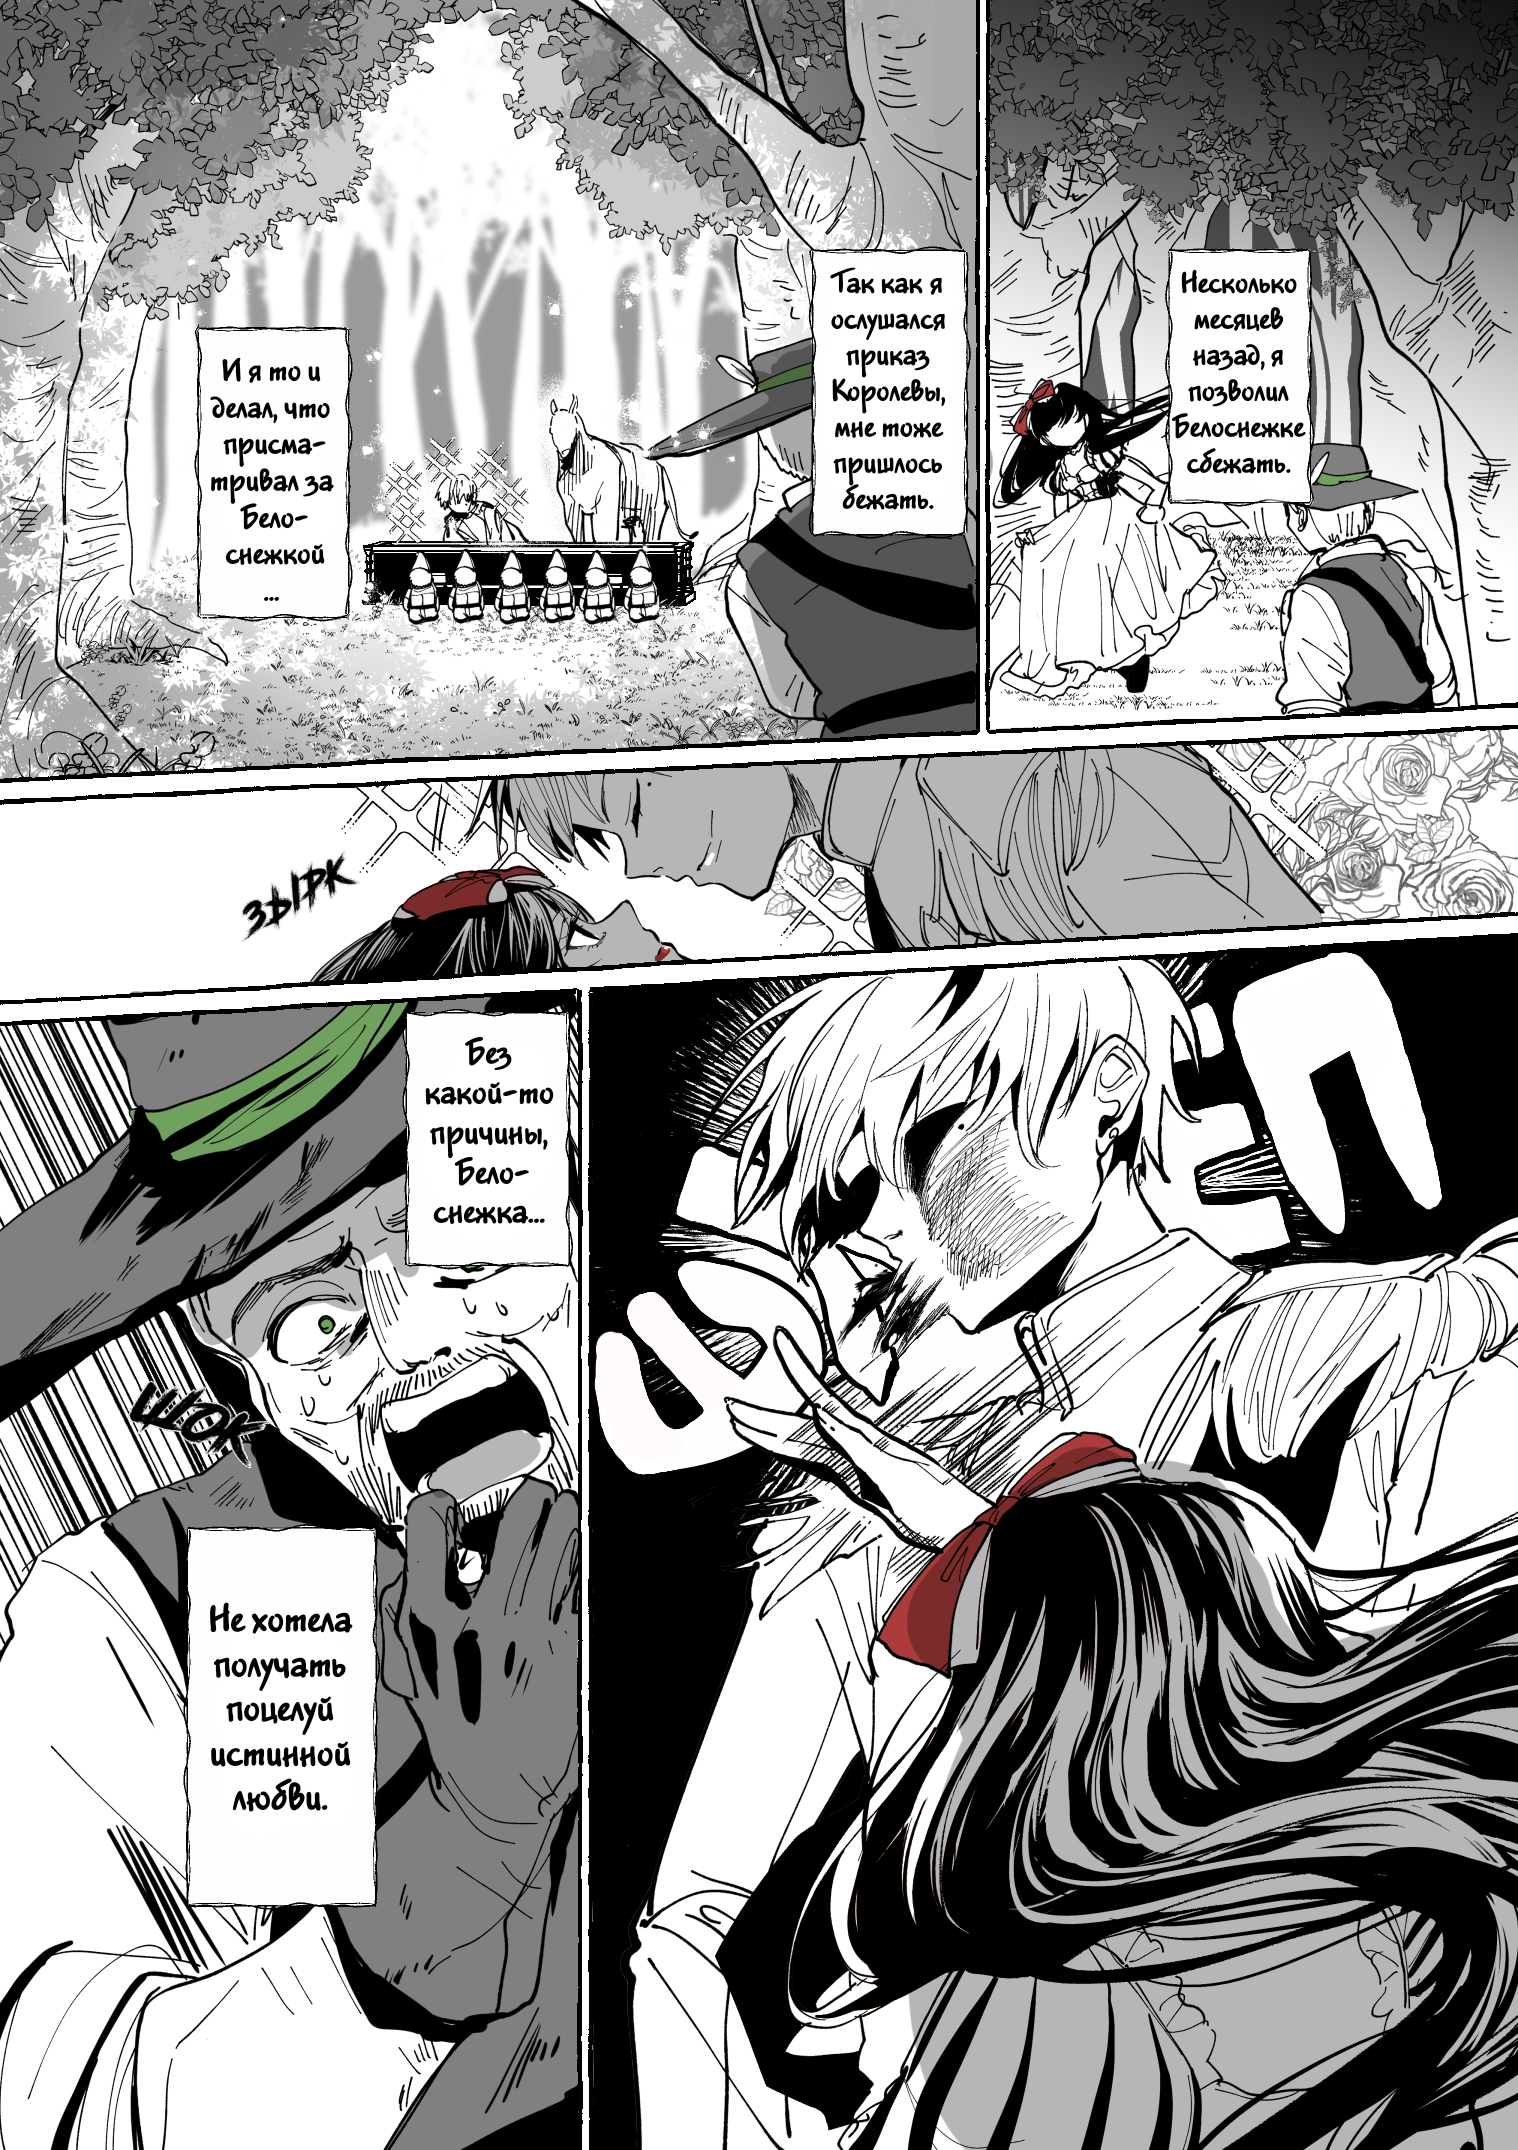 Несколько
месяцев
назад, я
позволил
Белоснежке
сбежать.
Так как я
ослушался
приказ
Королевы,
мне тоже
пришлось
бежать.
И я то и
делал, что
присма-
тривал за
Бело-
снежкой
...
ЗЫРК
ШЛЕП
Без
какой-то
причины,
Бело-
снежка...
ШОК
Не хотела
получать
поцелуй
истинной
любви.